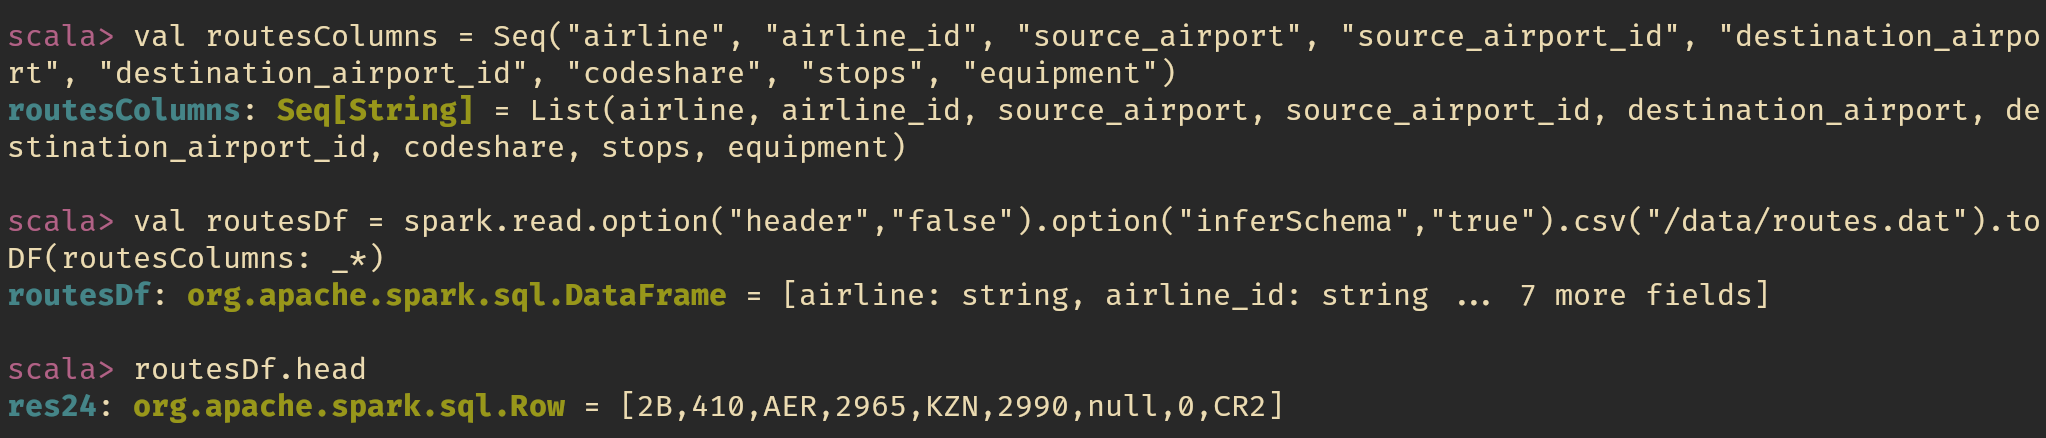 scala> val routesColumns = Seq("airline", "airline_id", "source_airport", "source_airport_id", "destination_airpo
rt", "destination_airport_id", "codeshare", "stops", "equipment")
routesColumns: Seq[String] = List(airline, airline_id, source_airport, source_airport_id, destination_airport, de
stination_airport_id, codeshare, stops, equipment)
scala> val routesDf = spark.read.option("header","false").option("inferSchema","true").csv("/data/routes.dat").to
DF(routesColumns: _*)
routesDf: org.apache.spark.sql.DataFrame = [airline: string, airline_id: string ... 7 more fields]
scala> routesDf.head
res24: org.apache.spark.sql.Row = [2B,410,AER,2965,KZN,2990,null,0,CR2]